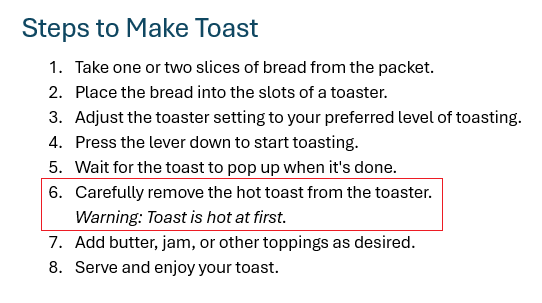 Steps to Make Toast
1. Take one or two slices of bread from the packet.
2. Place the bread into the slots of a toaster.
3. Adjust the toaster setting to your preferred level of toasting.
4. Press the lever down to start toasting.
5. Wait for the toast to pop up when it's done.
6. Carefully remove the hot toast from the toaster.
Warning: Toast is hot at first.
7. Add butter, jam, or other toppings as desired.
8. Serve and enjoy your toast.